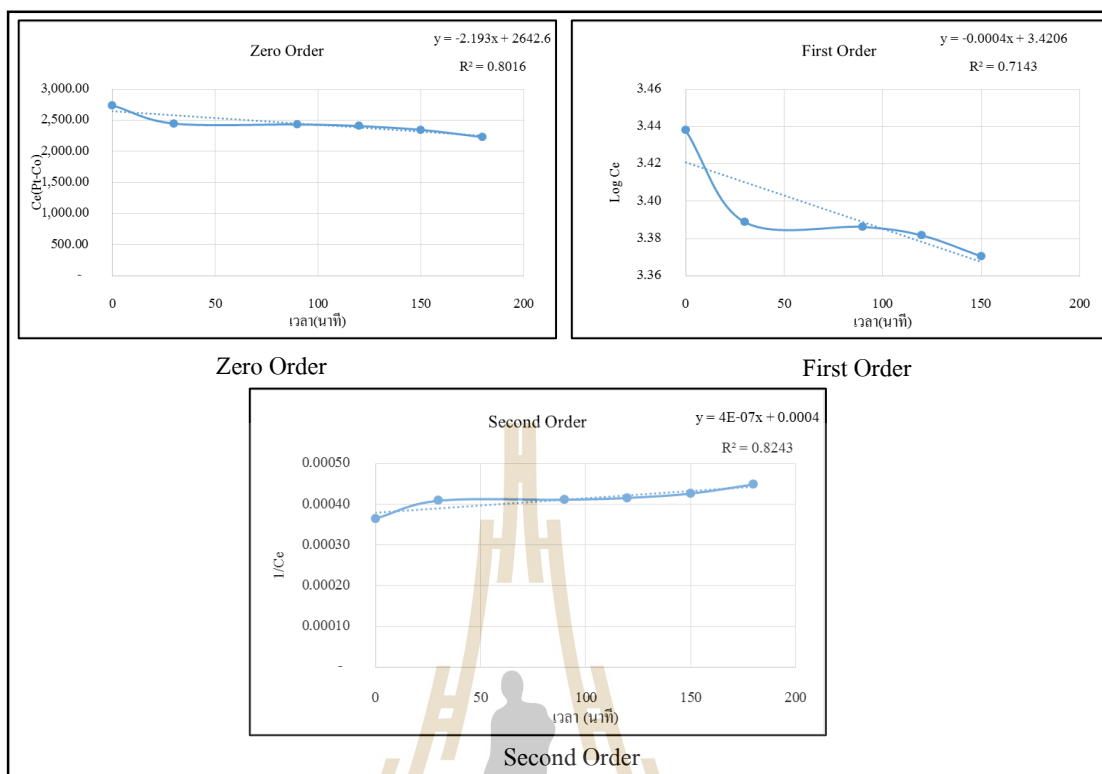 Zero Order
y = -2.193x + 2642.6
R² = 0.8016
3,000.00
2,500.00
2,000.00
1,500.00
1,000.00
500.00
-
Ce(Pt-Co)
0 50 100 150 200
เวลา(นาที)
Zero Order
First Order
y = -0.0004x + 3.4206
R² = 0.7143
3.46
3.44
3.42
3.40
3.38
3.36
Log Ce
0 50 100 150 200
เวลา(นาที)
First Order
Second Order
y = 4E-07x + 0.0004
R² = 0.8243
0.00050
0.00040
0.00030
0.00020
0.00010
-
1/Ce
0 50 100 150 200
เวลา (นาที)
Second Order